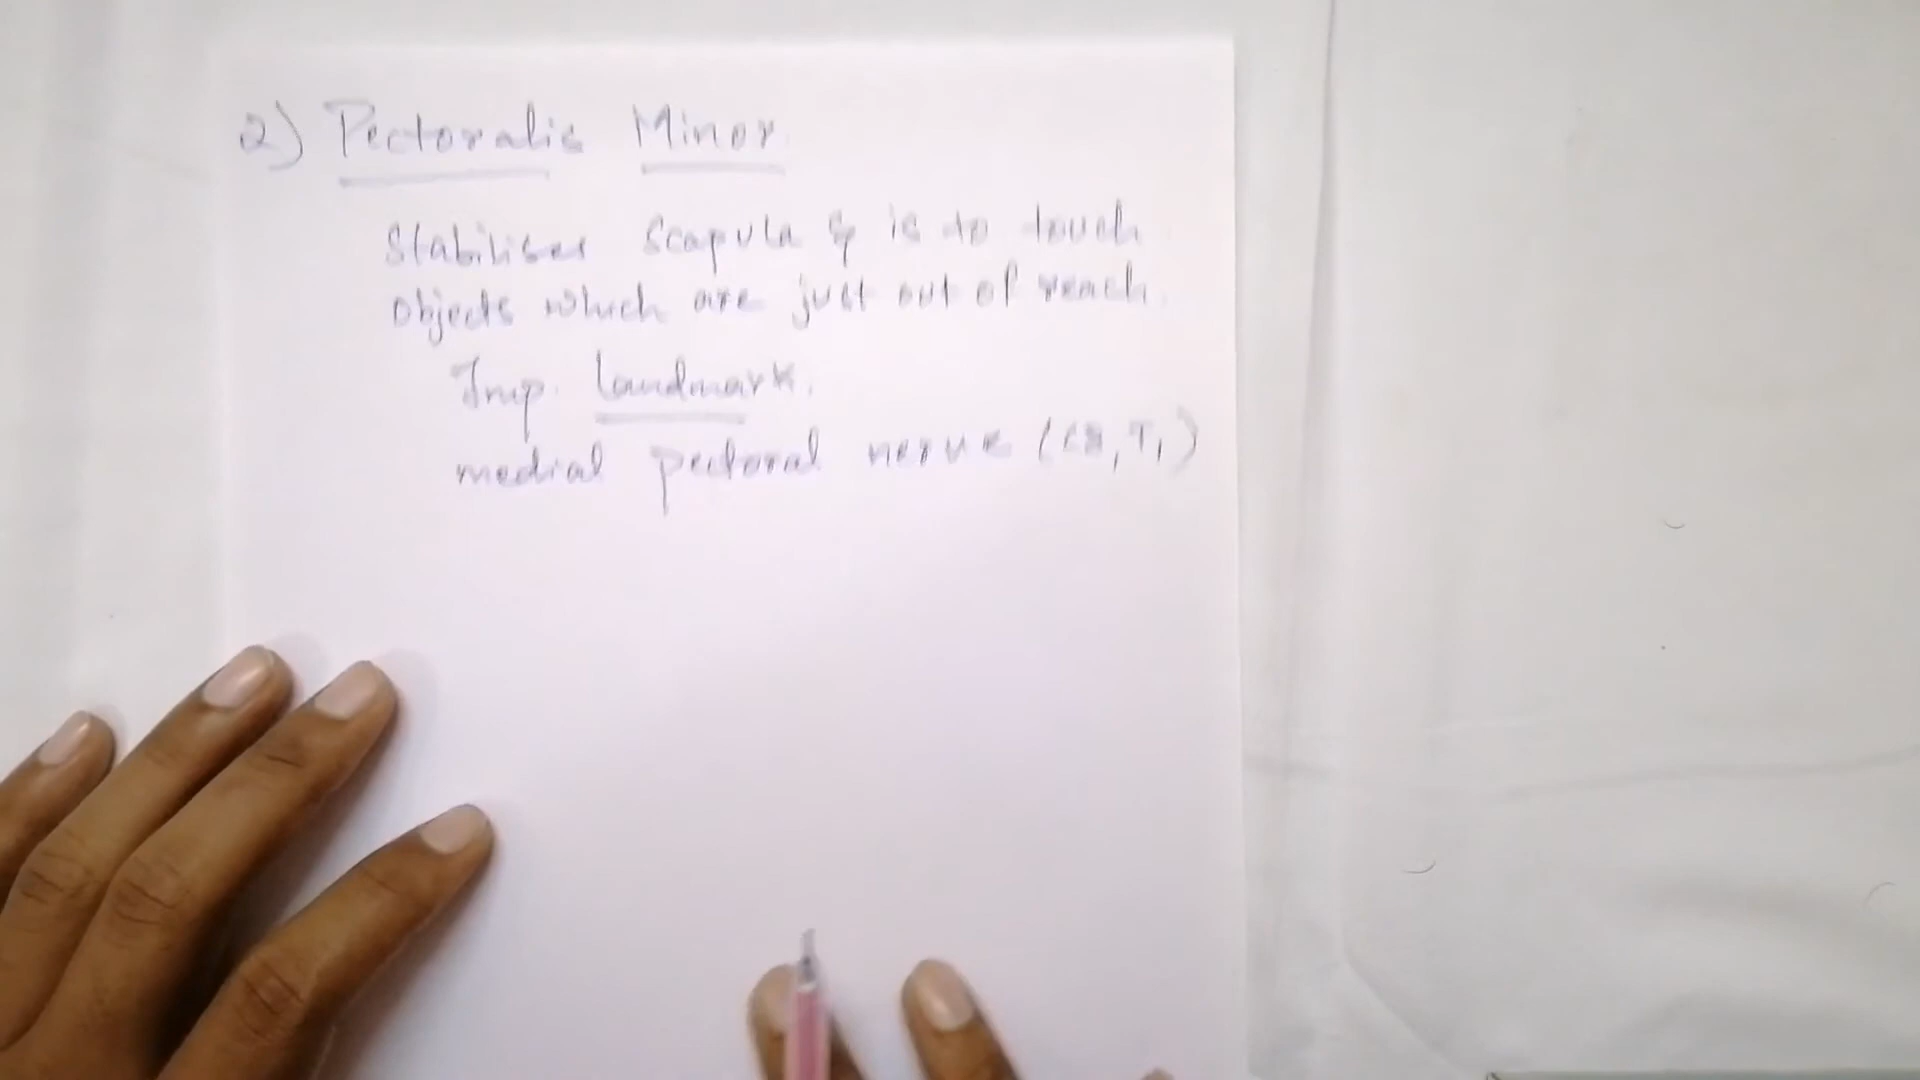 2) Pectoralis Minor
Stabilises scapula & is to touch
objects which are just out of reach.
Imp. Landmark.
medial pectoral nerve (C8, T1)